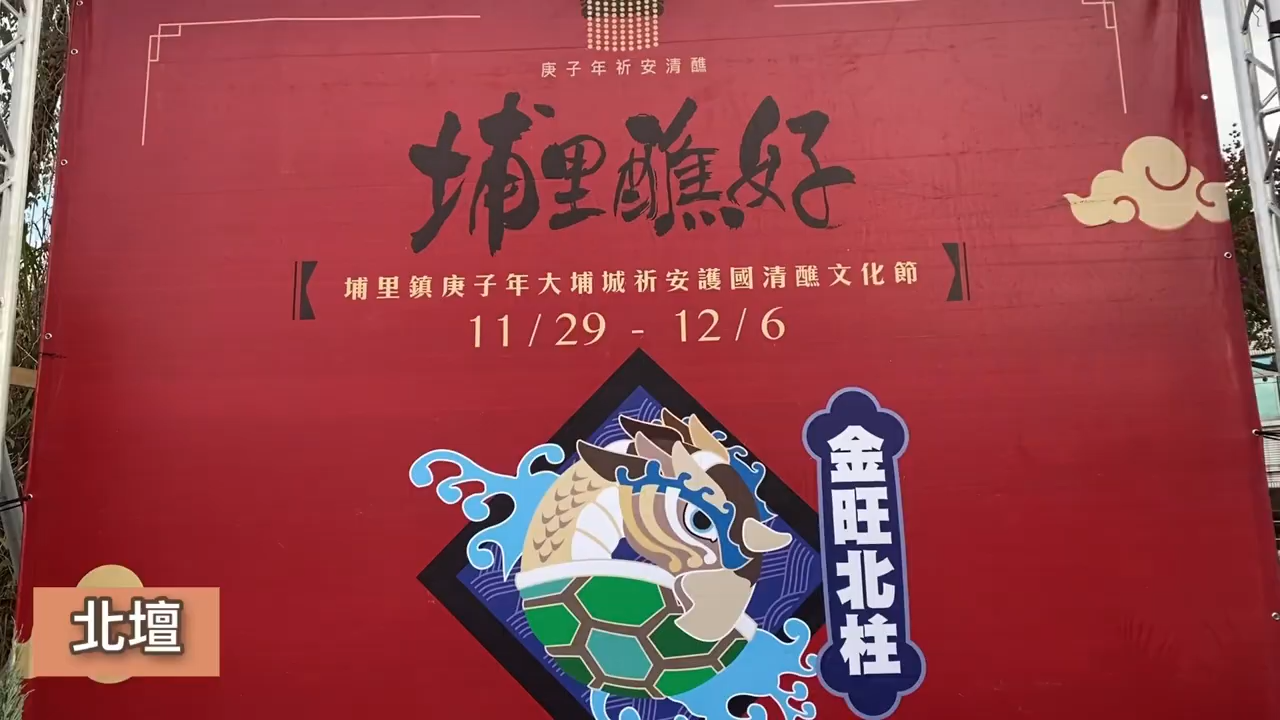 庚子年祈安清醮
埔里醮好
埔里鎮庚子年大埔城祈安護國清醮文化節
11/29 - 12/6
金旺北柱
北壇